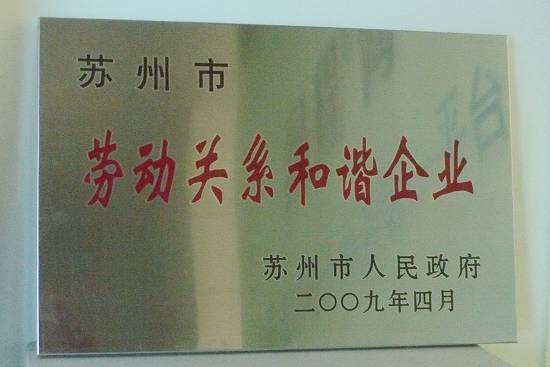 苏州市
劳动关系和谐企业
苏州市人民政府
二〇〇九年四月